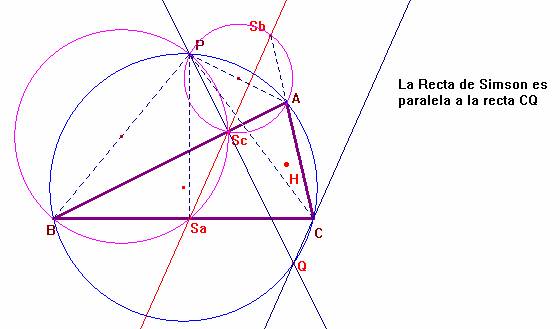 Sb
P
A
La Recta de Simson es
paralela a la recta CQ
Sc
H
B
Sa
C
Q